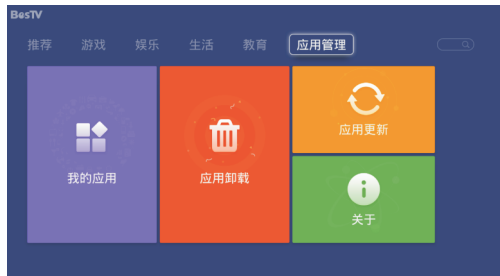 BesTV
推荐 游戏 娱乐 生活 教育 应用管理
我的应用
应用卸载
应用更新
关于